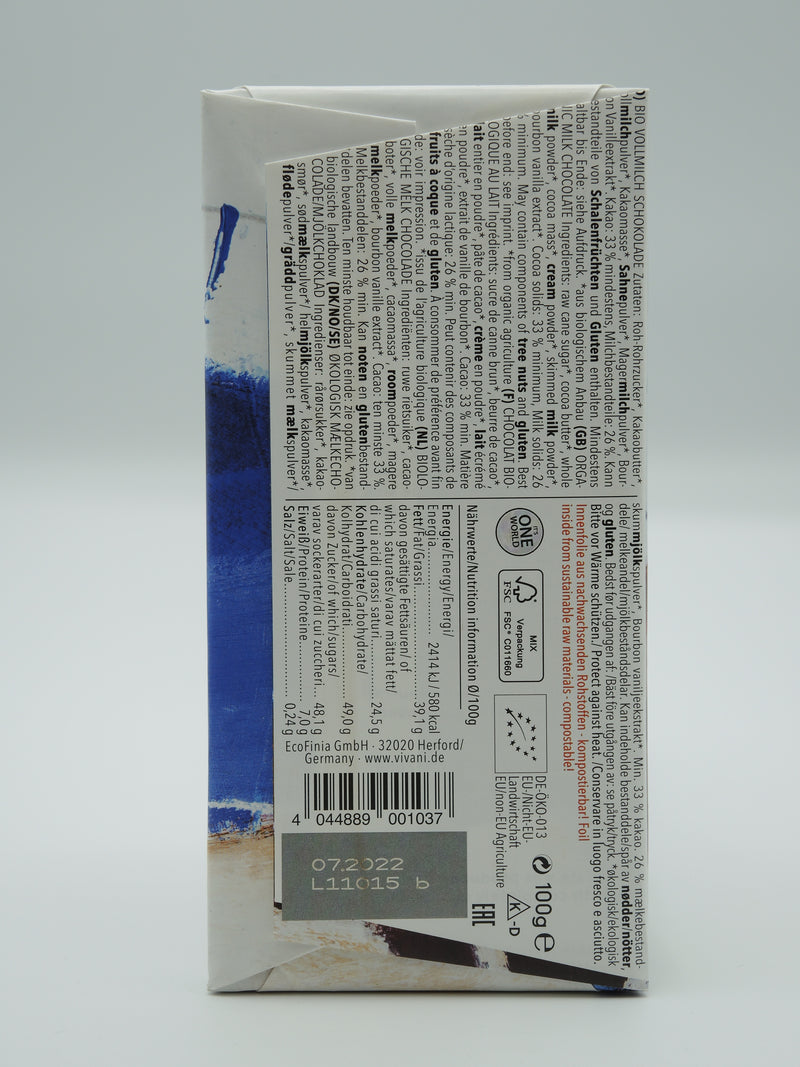 ) BIO VOLLMILCH SCHOKOLADE Zutaten: Roh-Rohrzucker*, Kakaobutter*,
llmilchpulver*, Kakaomasse*, Sahnepulver*, Magermilchpulver*, Bour-
on Vanilleextrakt*. Kakao: 33 % mindestens, Milchbestandteile: 26 %. Kann
estandteile von Schalenfrüchten und Gluten enthalten. Mindestens
altbar bis Ende: siehe Aufdruck. *aus biologischem Anbau (GB) ORGA-
IC MILK CHOCOLATE Ingredients: raw cane sugar*, cocoa butter*, whole
milk powder*, cocoa mass*, cream powder*, skimmed milk powder*,
ourbon vanilla extract*. Cocoa solids: 33 % minimum, Milk solids: 26
% minimum. May contain components of tree nuts and gluten. Best
efore end: see imprint. *from organic agriculture (F) CHOCOLAT BIO-
OGIQUE AU LAIT Ingrédients: sucre de canne brun*, beurre de cacao*,
lait entier en poudre*, pâte de cacao*, crème en poudre*, lait écrémé
en poudre*, extrait de vanille de bourbon*. Cacao: 33 % min. Matière
sèche d'origine lactique: 26 % min. Peut contenir des composants de
fruits à coque et de gluten. À consommer de préférence avant fin
de: voir impression. *issu de l'agriculture biologique (NL) BIOLO-
GISCHE MELK CHOCOLADE Ingrediënten: ruwe rietsuiker*, cacao-
boter*, volle melkpoeder*, cacaomassa*, roompoeder*, magere
melkpoeder*, bourbon vanille extract*. Cacao: ten minste 33 %.
Melkbestanddelen: 26 % min. Kan noten en glutenbestand-
delen bevatten. Ten minste houdbaar tot einde: zie opdruk. *van
biologische landbouw (DK/NO/SE) ØKOLOGISK MÆLKECHO-
COLADE/MJÖLKCHOKLAD Ingredienser: rårørsukker*, kakao-
smør*, sødmælkspulver*/ helmjölkspulver*, kakaomasse*,
flødepulver*/gräddpulver*, skummet mælkspulver*/
skummjölkspulver*, Bourbon vaniljeekstrakt*. Min. 33 % kakao. 26 % mælkebestand-
dele/ melkeandel/mjölkbeståndsdelar. Kan indeholde bestanddele/spår av nødder/nötter,
og gluten. Bedst før udgangen af: /Bäst före utgången av: se påtryk/tryck. *økologisk/ekologisk
Bitte vor Wärme schützen./ Protect against heat. /Conservare in luogo fresco e asciutto.
Innenfolie aus nachwachsenden Rohstoffen - kompostierbar! Foil
inside from sustainable raw materials - compostable!
IT'S
ONE
WORLD
FSC
MIX
Verpackung
FSC® C011660
DE-ÖKO-013
EU-/Nicht-EU-
Landwirtschaft
EU/non-EU Agriculture
100g e
K-D
EAC
Nährwerte/Nutrition information Ø/100g
Energie/Energy/Energi/
Energia 2414 kJ / 580 kcal
Fett/Fat/Grassi 39,1 g
davon gesättigte Fettsäuren/ of
which saturates/varav mättat fett/
di cui acidi grassi saturi 24,5 g
Kohlenhydrate/Carbohydrate/
Kolhydrat/Carboidrati 49,0 g
davon Zucker/of which/sugars/
varav sockerarter/di cui zuccheri 48,1 g
Eiweiß/Protein/Proteine 7,0 g
Salz/Salt/Sale 0,24 g
EcoFinia GmbH · 32020 Herford/
Germany · www.vivani.de
4 044889 001037
07.2022
L11015 b